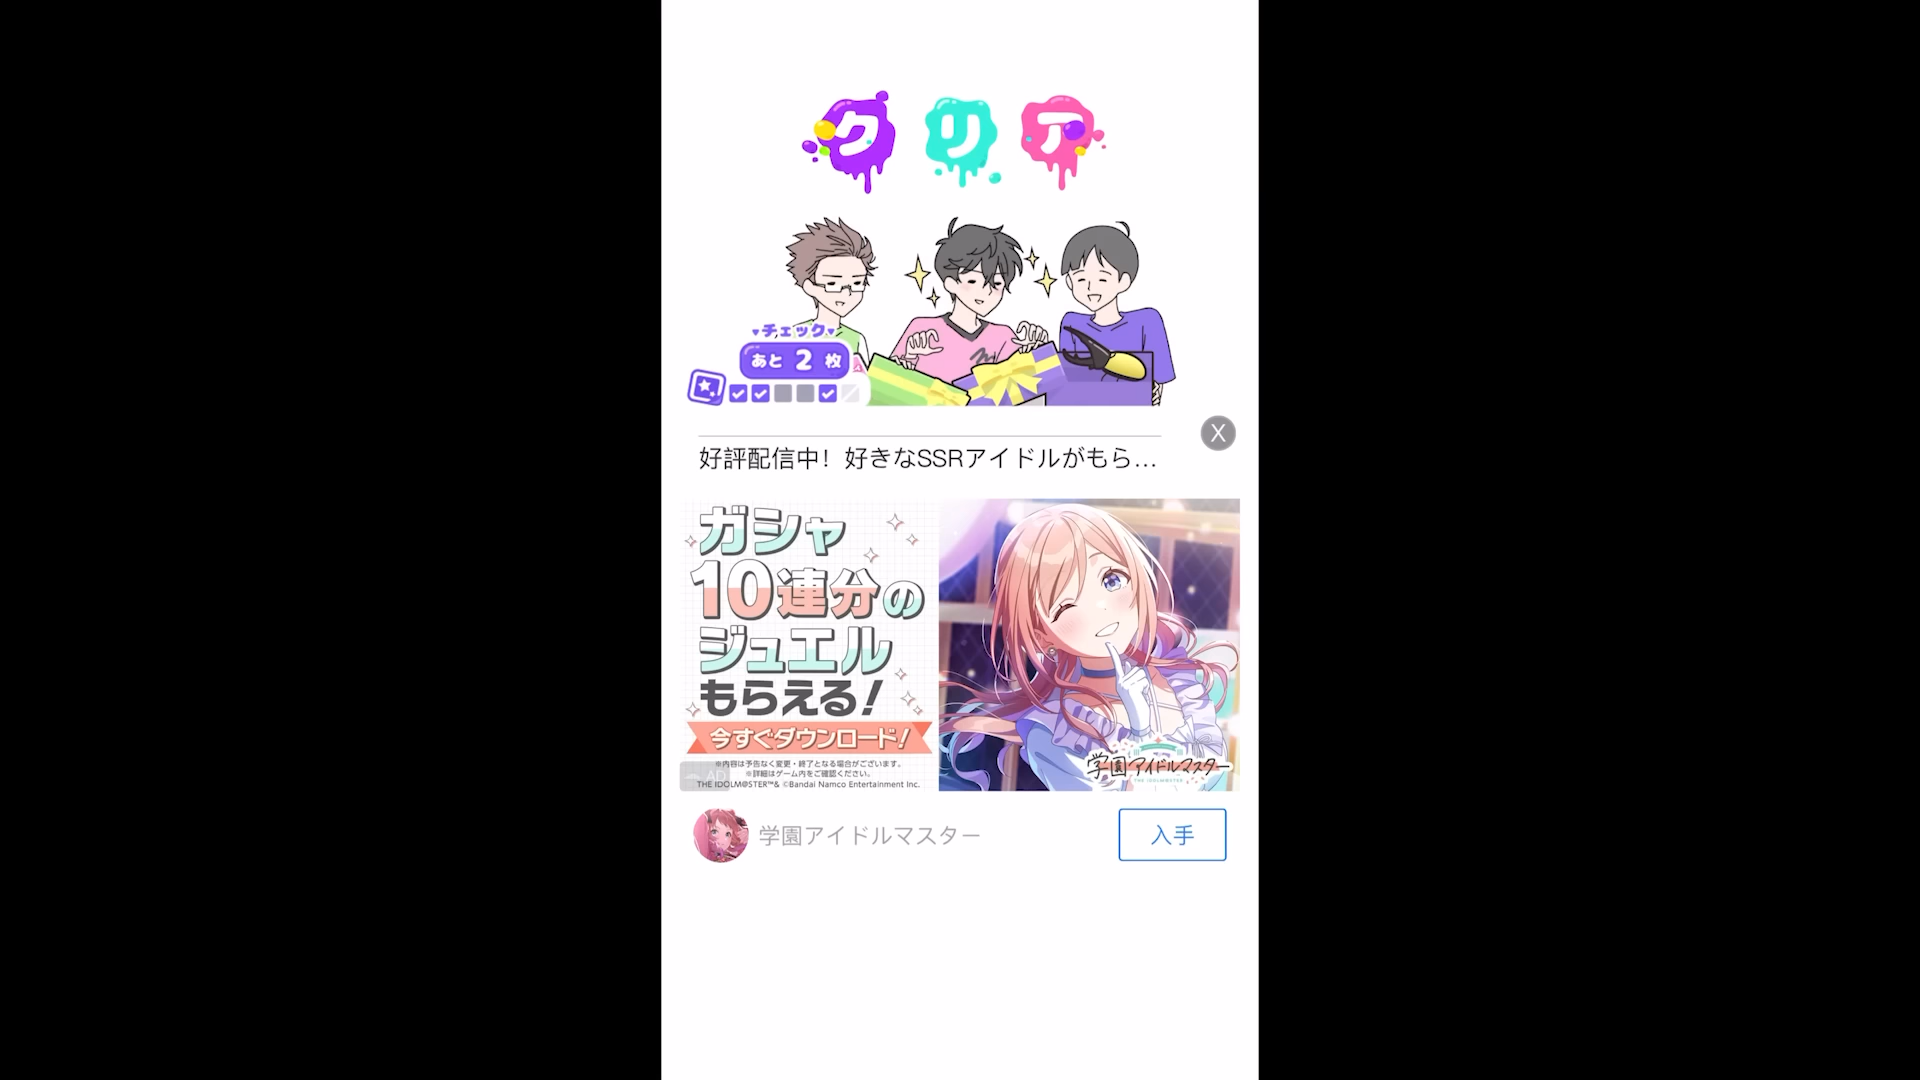 クリア
チェック
あと 2 枚
X
好評配信中！好きなSSRアイドルがもら…
ガシャ
10連分の
ジュエル
もらえる！
今すぐダウンロード！
※内容は予告なく変更・終了となる場合がございます。
※詳細はゲーム内をご確認ください。
AD
THE IDOLM@STER™& ©Bandai Namco Entertainment Inc.
学園アイドルマスター
THE IDOLM@STER
学園アイドルマスター
入手